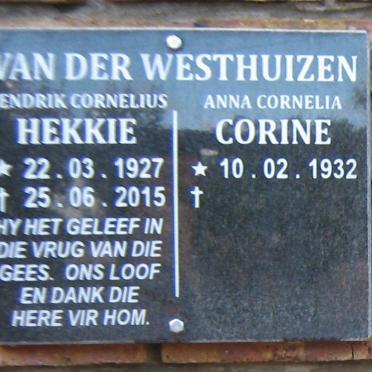 VAN DER WESTHUIZEN
ENDRIK CORNELIUS
HEKKIE
★ 22 . 03 . 1927
† 25 . 06 . 2015
HY HET GELEEF IN
DIE VRUG VAN DIE
GEES. ONS LOOF
EN DANK DIE
HERE VIR HOM.
ANNA CORNELIA
CORINE
★ 10 . 02 . 1932
†